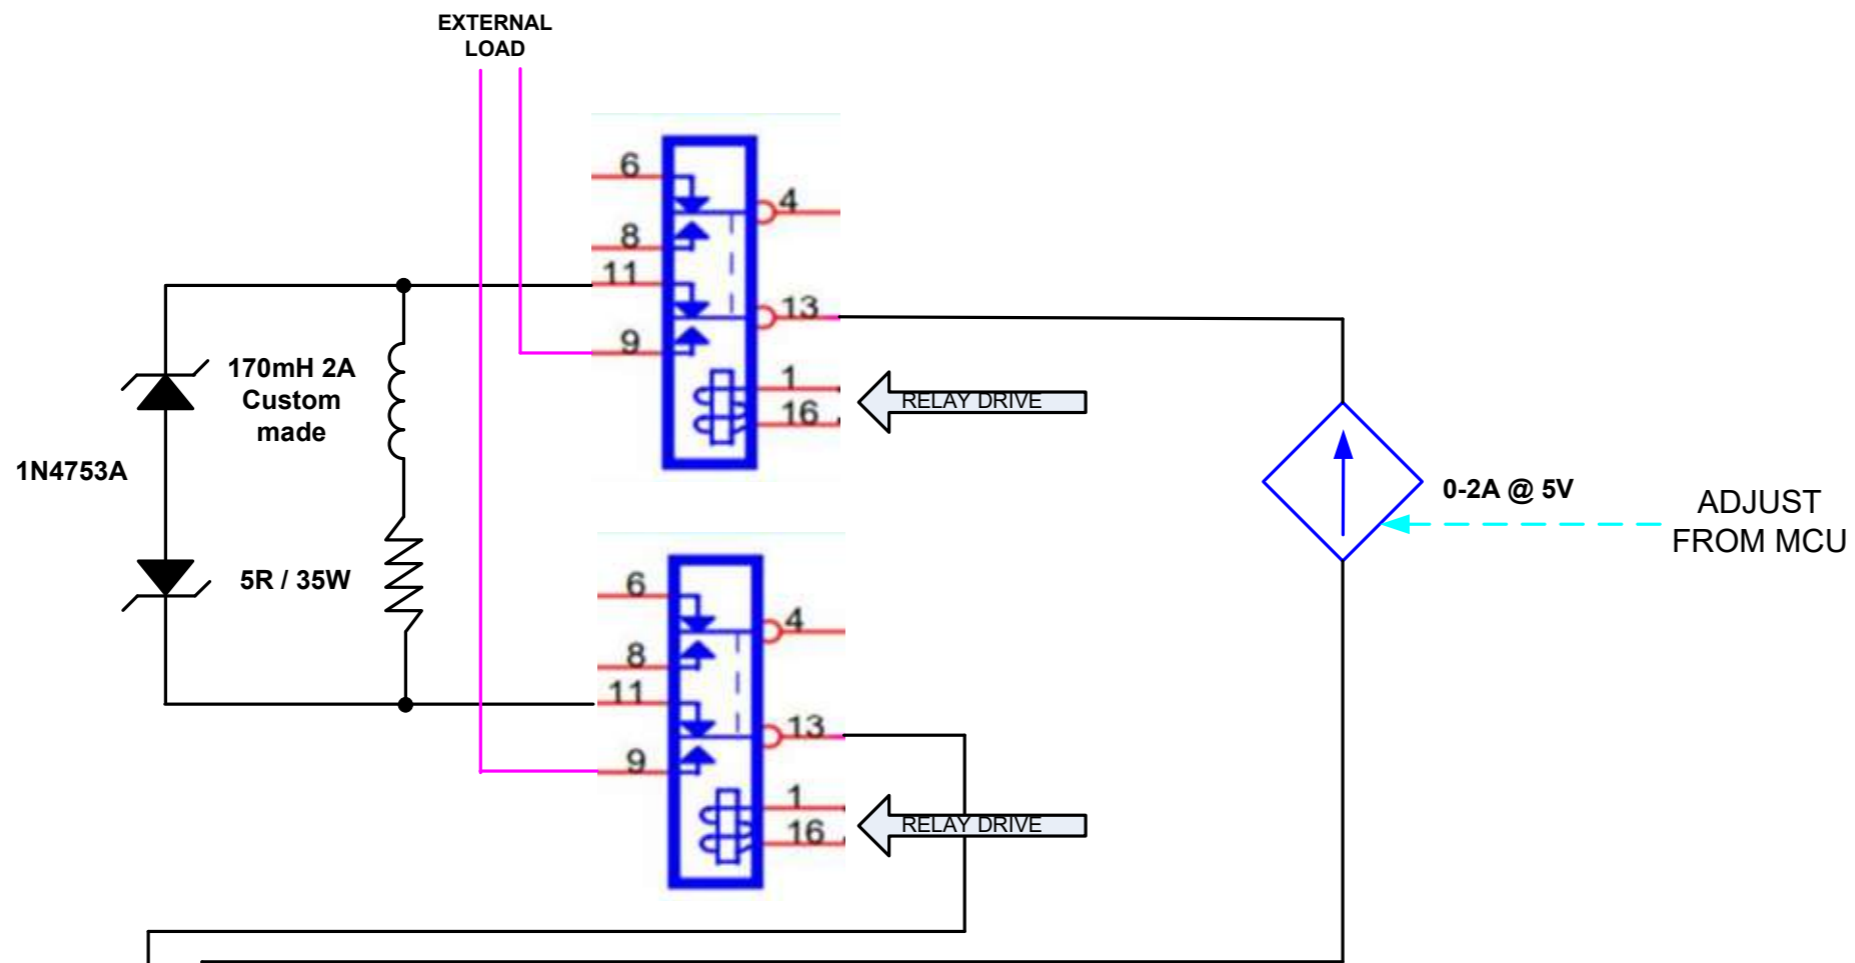 EXTERNAL
LOAD
6
4
8
11
13
9
1
16
RELAY DRIVE
170mH 2A
Custom
made
1N4753A
5R / 35W
0-2A @ 5V
ADJUST
FROM MCU
6
4
8
11
13
9
1
16
RELAY DRIVE